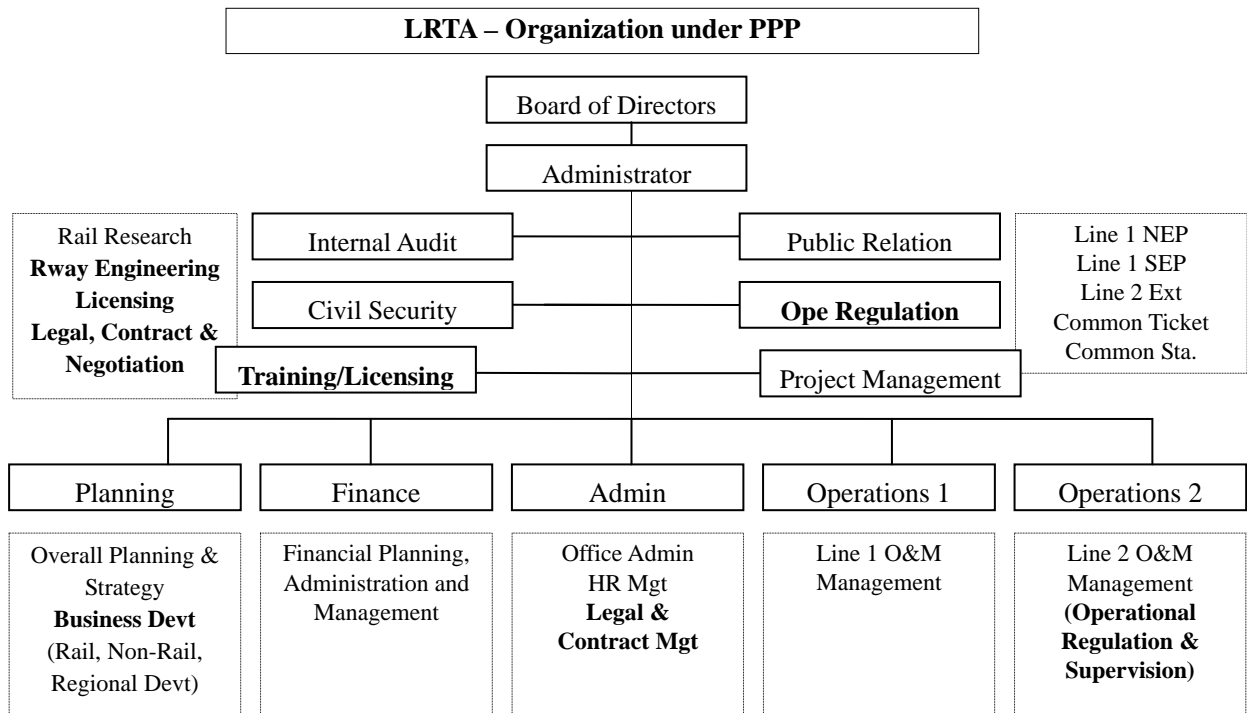 LRTA – Organization under PPP
Board of Directors
Administrator
Rail Research
Rway Engineering
Licensing
Legal, Contract &
Negotiation
Internal Audit
Public Relation
Civil Security
Ope Regulation
Training/Licensing
Project Management
Line 1 NEP
Line 1 SEP
Line 2 Ext
Common Ticket
Common Sta.
Planning
Finance
Admin
Operations 1
Operations 2
Overall Planning &
Strategy
Business Devt
(Rail, Non-Rail,
Regional Devt)
Financial Planning,
Administration and
Management
Office Admin
HR Mgt
Legal &
Contract Mgt
Line 1 O&M
Management
Line 2 O&M
Management
(Operational
Regulation &
Supervision)